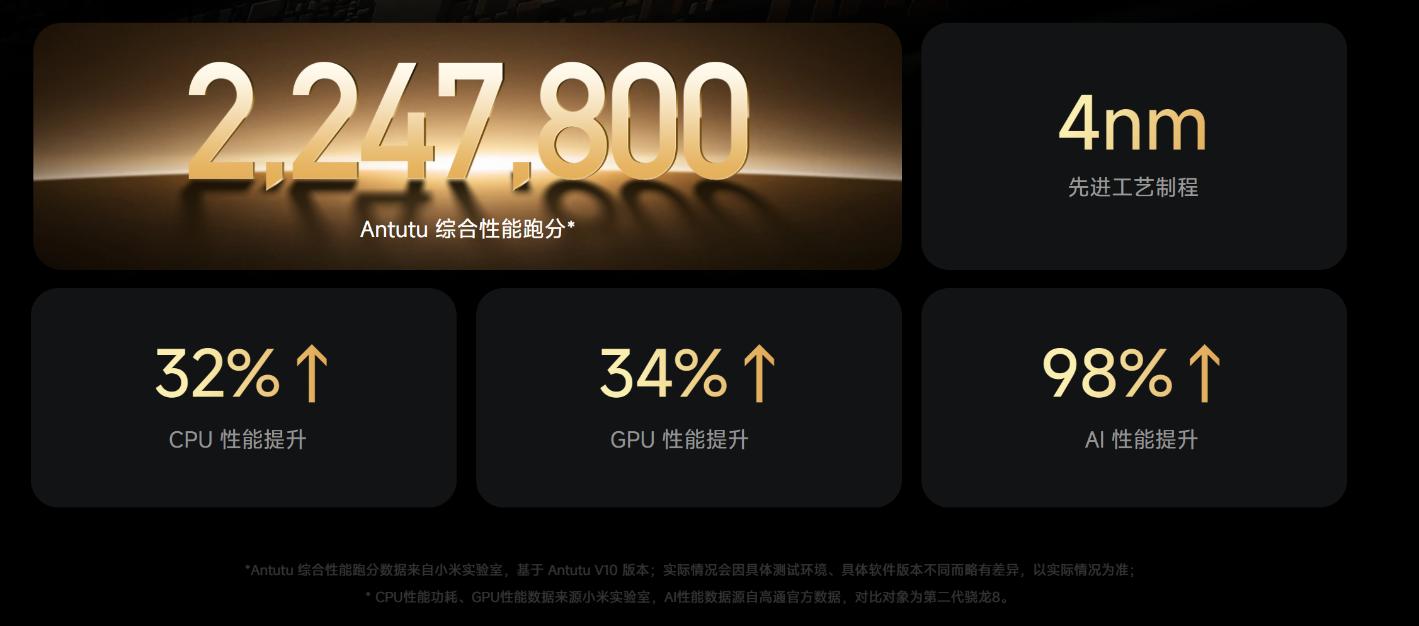 2,247,800
Antutu 综合性能跑分*
4nm
先进工艺制程
32%↑
CPU 性能提升
34%↑
GPU 性能提升
98%↑
AI 性能提升
*Antutu 综合性能跑分数据来自小米实验室，基于 Antutu V10 版本；实际情况会因具体测试环境、具体软件版本不同而略有差异，以实际情况为准；
* CPU性能功耗、GPU性能数据来源小米实验室，AI性能数据源自高通官方数据，对比对象为第二代骁龙8。